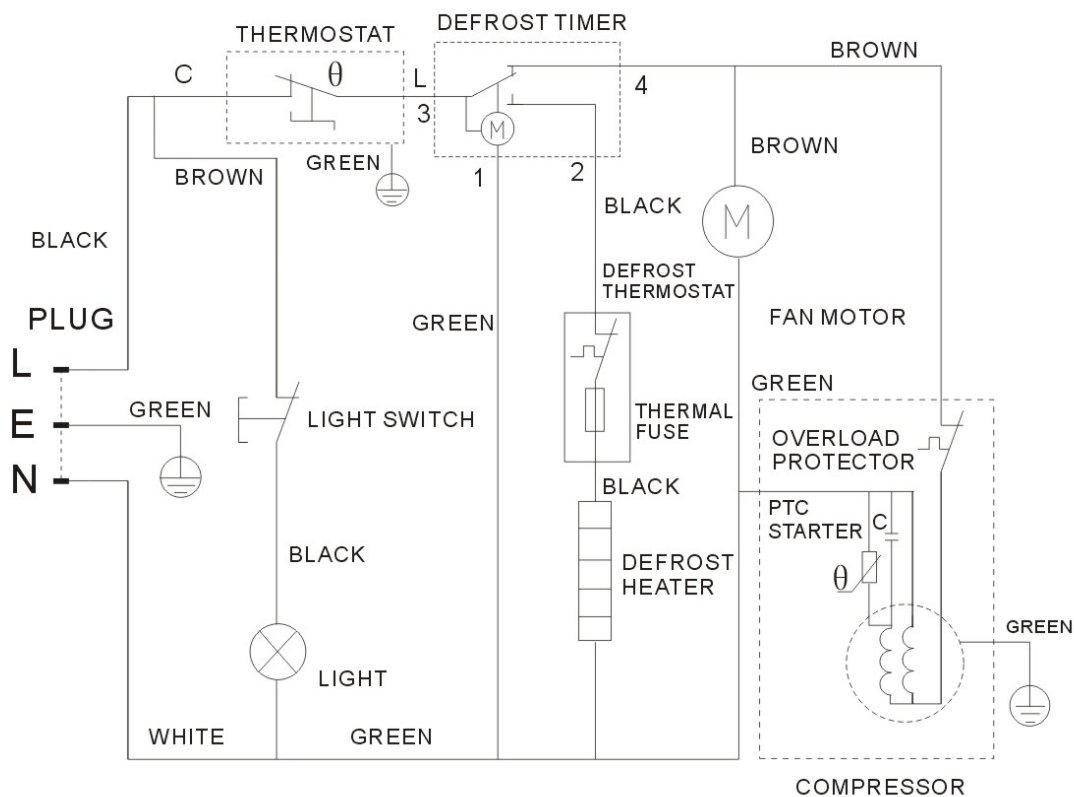 DEFROST TIMER
THERMOSTAT
BROWN
C
θ
L
4
3
M
GREEN
BROWN
1
2
BROWN
BLACK
M
BLACK
DEFROST
THERMOSTAT
PLUG
GREEN
FAN MOTOR
L
GREEN
E
GREEN
LIGHT SWITCH
THERMAL
FUSE
OVERLOAD
PROTECTOR
N
BLACK
PTC
STARTER
C
BLACK
DEFROST
HEATER
θ
GREEN
LIGHT
WHITE
GREEN
COMPRESSOR